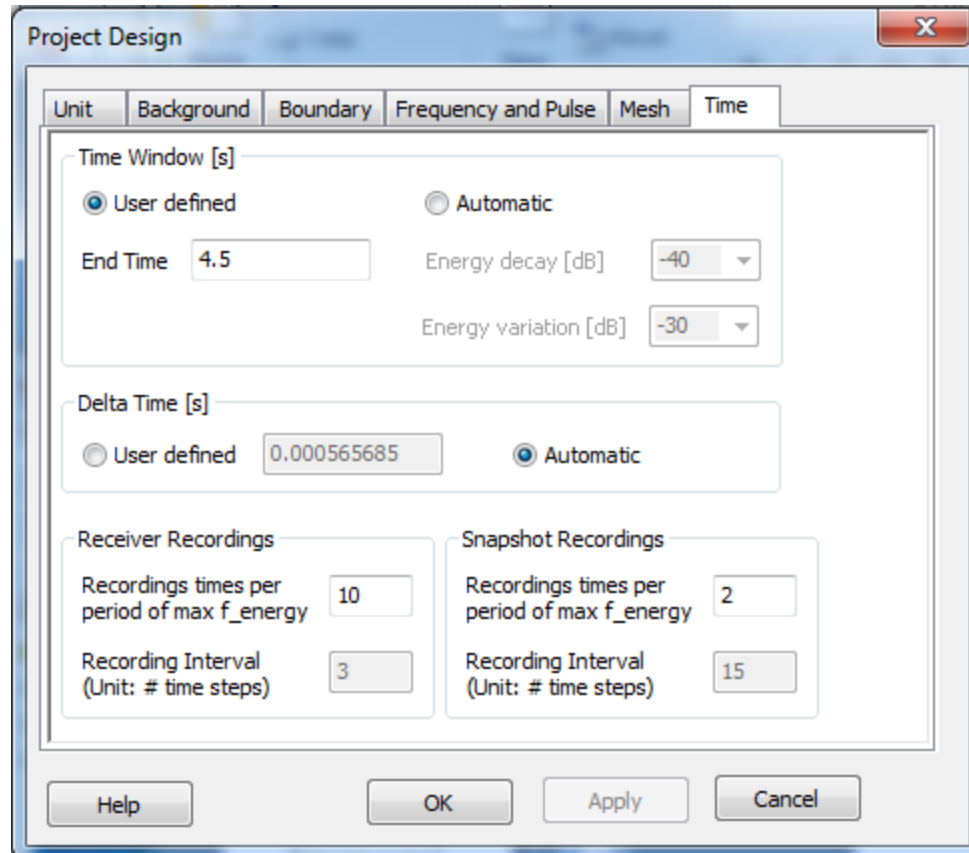 Project Design
Unit Background Boundary Frequency and Pulse Mesh Time
Time Window [s]
User defined Automatic
End Time 4.5 Energy decay [dB] -40
Energy variation [dB] -30
Delta Time [s]
User defined 0.000565685 Automatic
Receiver Recordings
Recordings times per
period of max f_energy
10
Recording Interval
(Unit: # time steps)
3
Snapshot Recordings
Recordings times per
period of max f_energy
2
Recording Interval
(Unit: # time steps)
15
Help OK Apply Cancel